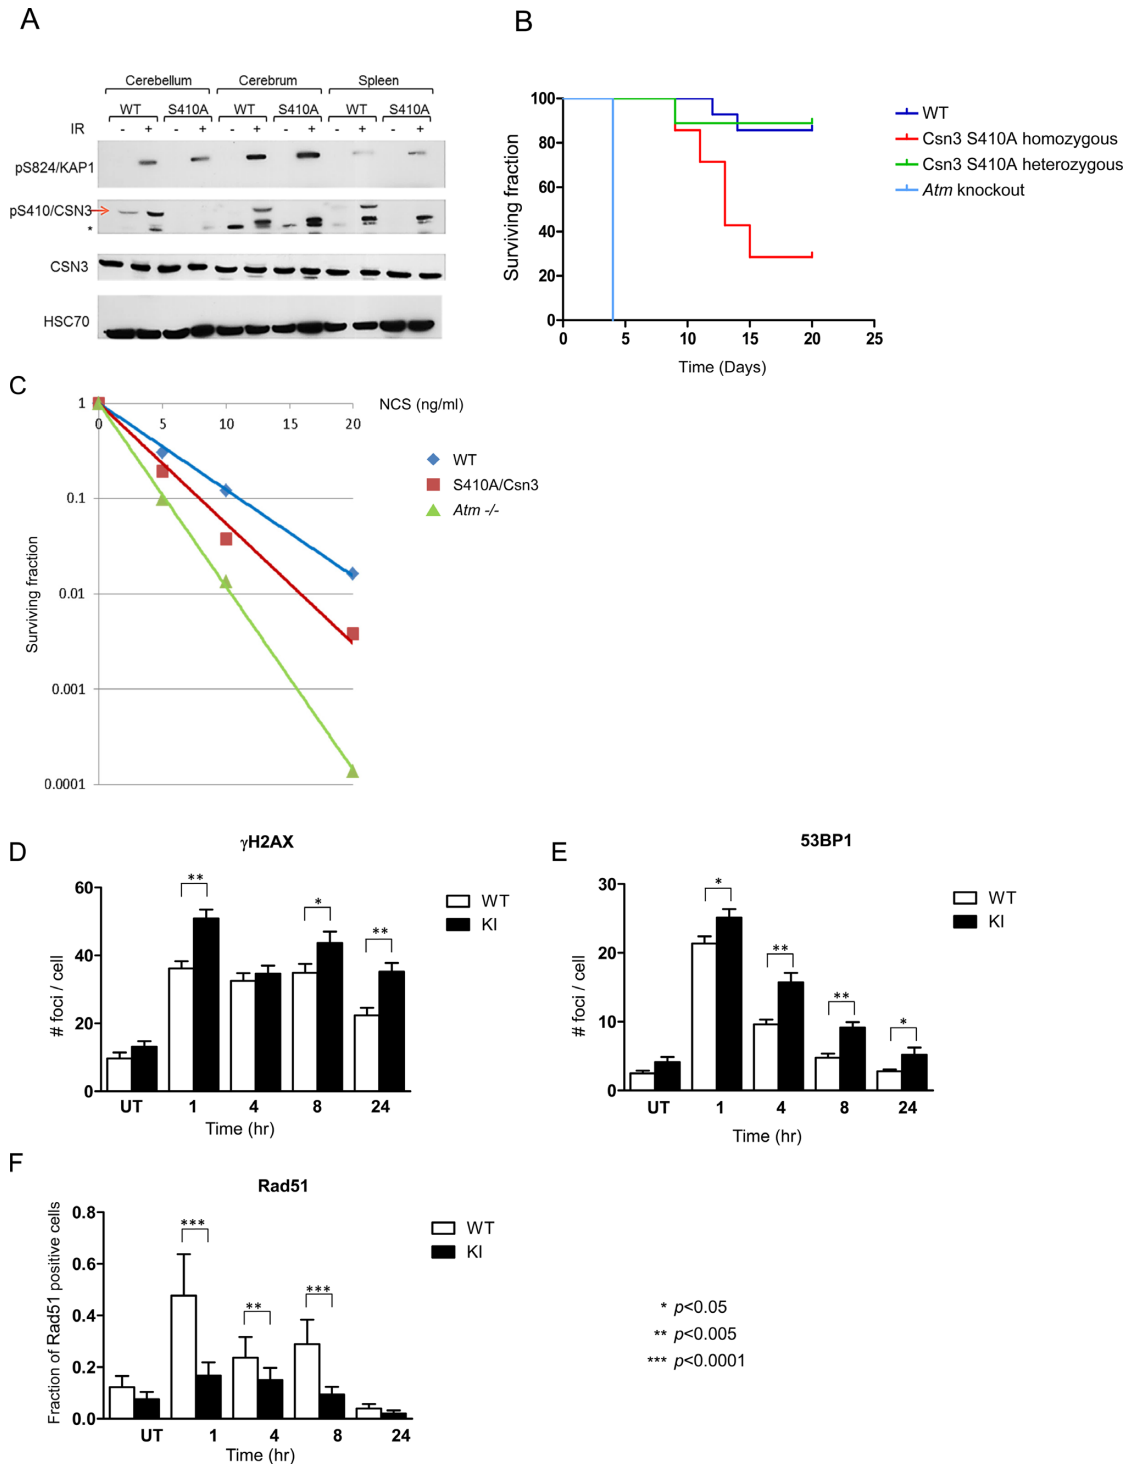 A
Cerebellum Cerebrum Spleen
WT S410A WT S410A WT S410A
IR - + - + - + - + - + - +
pS824/KAP1
pS410/CSN3
*
CSN3
HSC70
B
Surviving fraction
100
80
60
40
20
0
0 5 10 15 20 25
Time (Days)
WT
Csn3 S410A homozygous
Csn3 S410A heterozygous
Atm knockout
C
NCS (ng/ml)
0 5 10 15 20
1
0.1
0.01
0.001
0.0001
Surviving fraction
WT
S410A/Csn3
Atm -/-
D
γH2AX
# foci / cell
60
40
20
0
** * **
UT 1 4 8 24
Time (hr)
WT
KI
E
53BP1
# foci / cell
30
20
10
0
* ** ** *
UT 1 4 8 24
Time (hr)
WT
KI
F
Rad51
Fraction of Rad51 positive cells
0.8
0.6
0.4
0.2
0.0
*** ** ***
UT 1 4 8 24
Time (hr)
WT
KI
* p<0.05
** p<0.005
*** p<0.0001